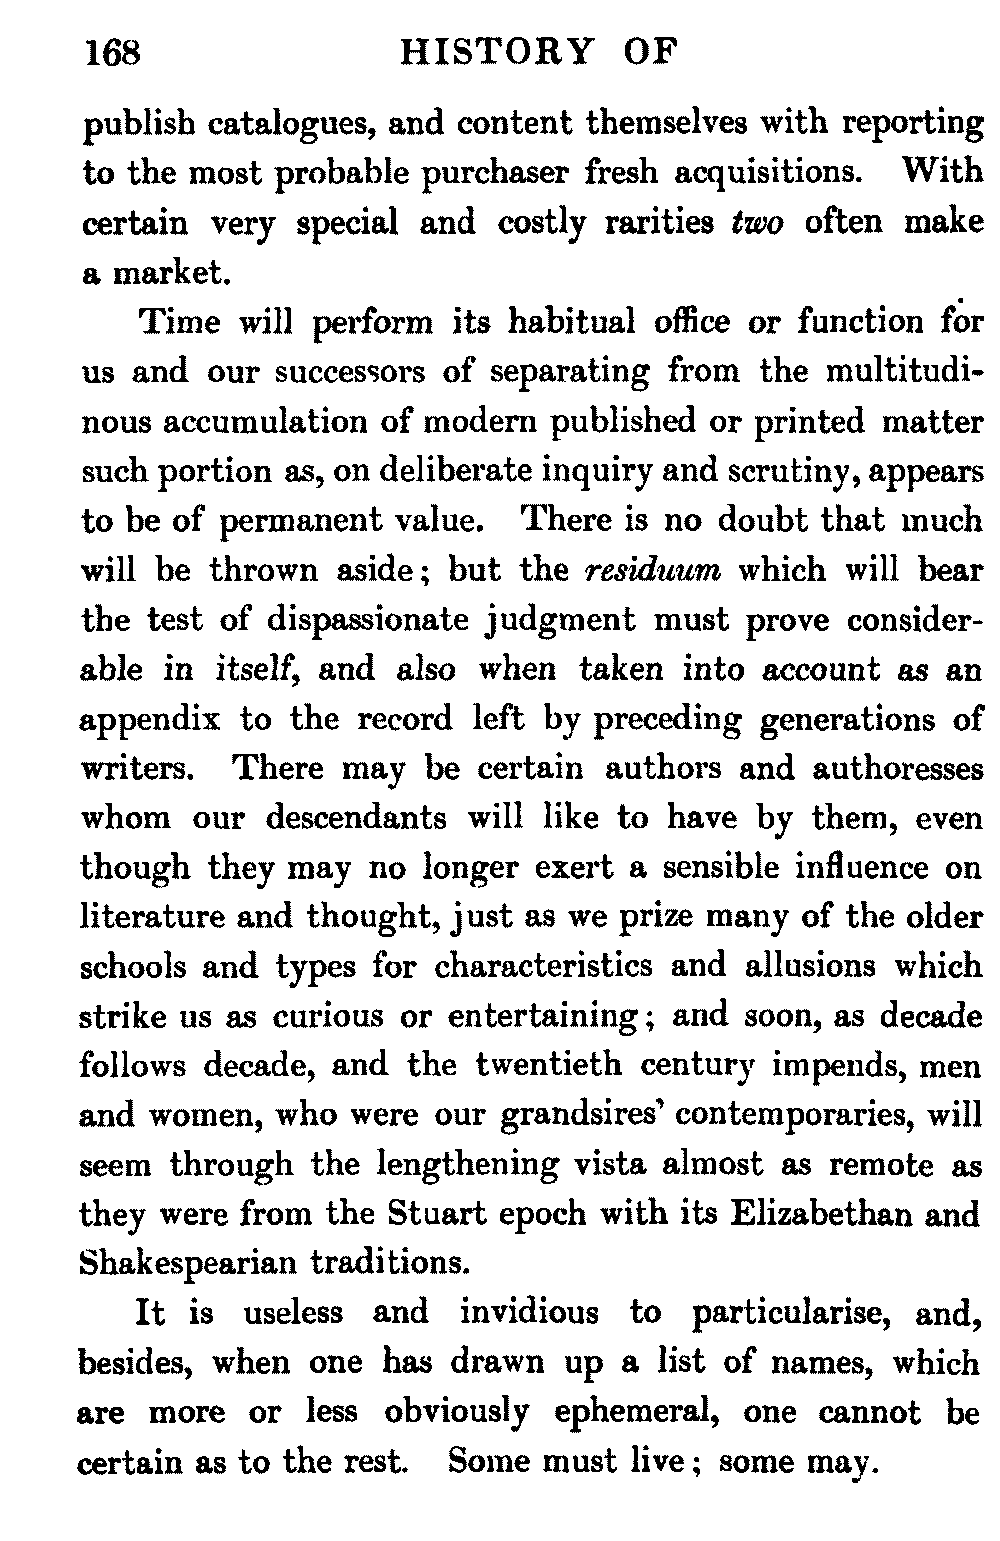 168 HISTORY OF
publish catalogues, and content themselves with reporting
to the most probable purchaser fresh acquisitions. With
certain very special and costly rarities two often make
a market.
Time will perform its habitual office or function for
us and our successors of separating from the multitudi-
nous accumulation of modern published or printed matter
such portion as, on deliberate inquiry and scrutiny, appears
to be of permanent value. There is no doubt that much
will be thrown aside; but the residuum which will bear
the test of dispassionate judgment must prove consider-
able in itself, and also when taken into account as an
appendix to the record left by preceding generations of
writers. There may be certain authors and authoresses
whom our descendants will like to have by them, even
though they may no longer exert a sensible influence on
literature and thought, just as we prize many of the older
schools and types for characteristics and allusions which
strike us as curious or entertaining; and soon, as decade
follows decade, and the twentieth century impends, men
and women, who were our grandsires' contemporaries, will
seem through the lengthening vista almost as remote as
they were from the Stuart epoch with its Elizabethan and
Shakespearian traditions.
It is useless and invidious to particularise, and,
besides, when one has drawn up a list of names, which
are more or less obviously ephemeral, one cannot be
certain as to the rest. Some must live; some may.